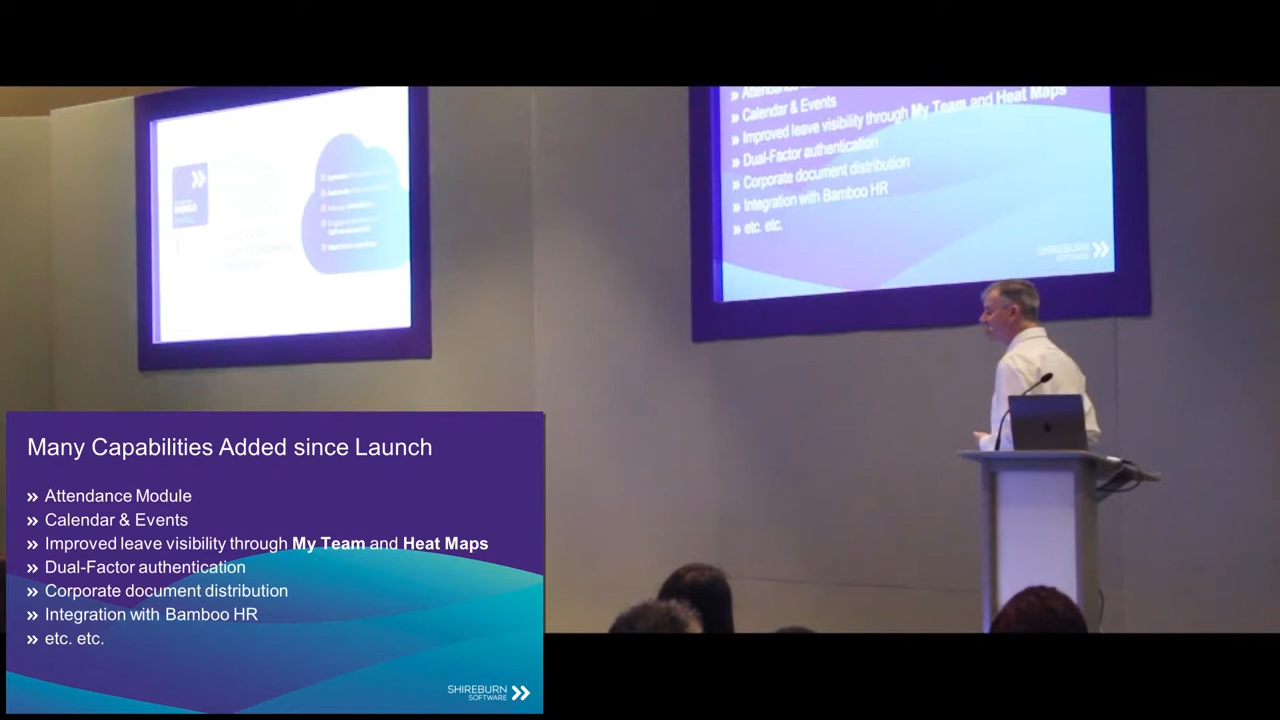 Calendar & Events
Improved leave visibility through My Team and Heat Maps
Dual-Factor authentication
Corporate document distribution
Integration with Bamboo HR
etc. etc.
SHIREBURN
SOFTWARE
Many Capabilities Added since Launch
Attendance Module
Calendar & Events
Improved leave visibility through My Team and Heat Maps
Dual-Factor authentication
Corporate document distribution
Integration with Bamboo HR
etc. etc.
SHIREBURN
SOFTWARE